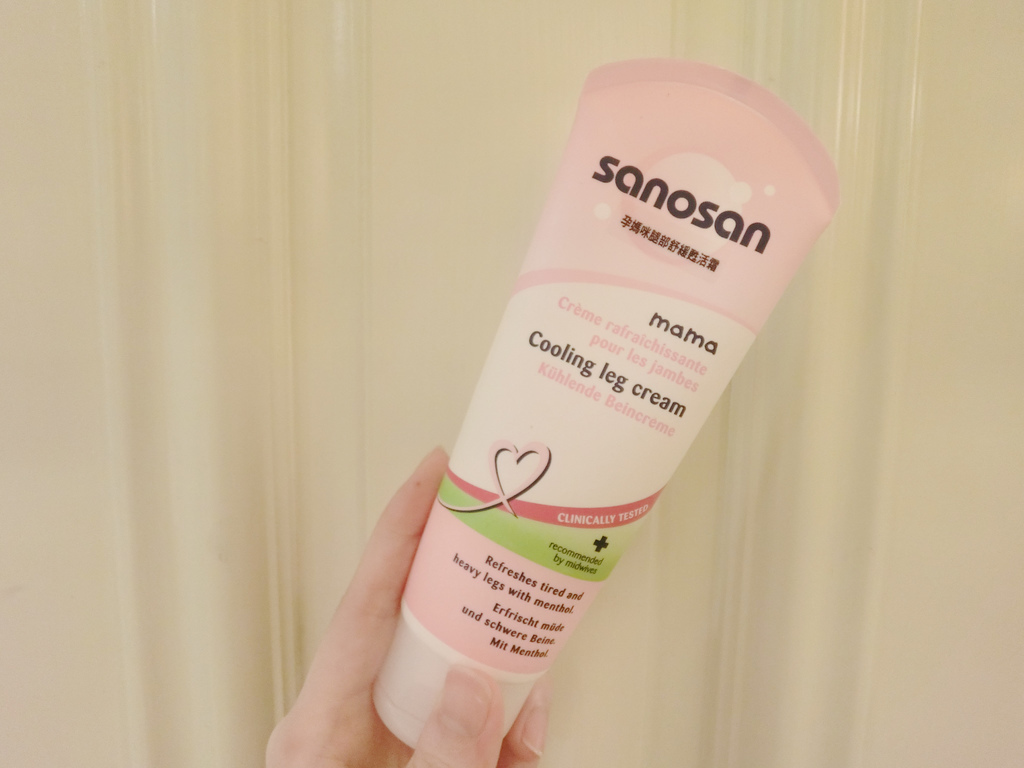 sanosan
孕媽咪腿部舒緩甦活霜
mama
Crème rafraîchissante
pour les jambes
Cooling leg cream
Kühlende Beincreme
CLINICALLY TESTED
recommended
by midwives
Refreshes tired and
heavy legs with menthol.
Erfrischt müde
und schwere Beine.
Mit Menthol.